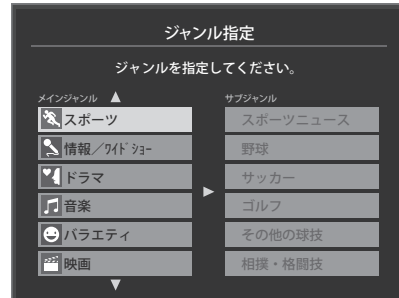 ジャンル指定
ジャンルを指定してください。
メインジャンル ▲
スポーツ
情報／ワイドショー
ドラマ
音楽
バラエティ
映画
▼
▶
サブジャンル
スポーツニュース
野球
サッカー
ゴルフ
その他の球技
相撲・格闘技